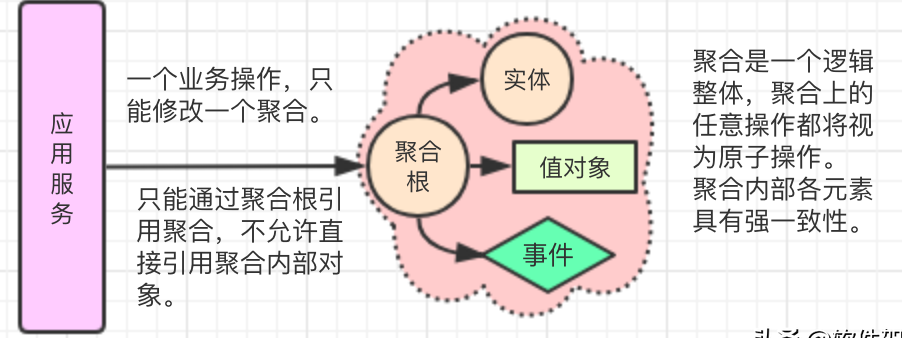 应
用
服
务
一个业务操作，只
能修改一个聚合。
只能通过聚合根引
用聚合，不允许直
接引用聚合内部对
象。
聚合
根
实体
值对象
事件
聚合是一个逻辑
整体，聚合上的
任意操作都将视
为原子操作。
聚合内部各元素
具有强一致性。